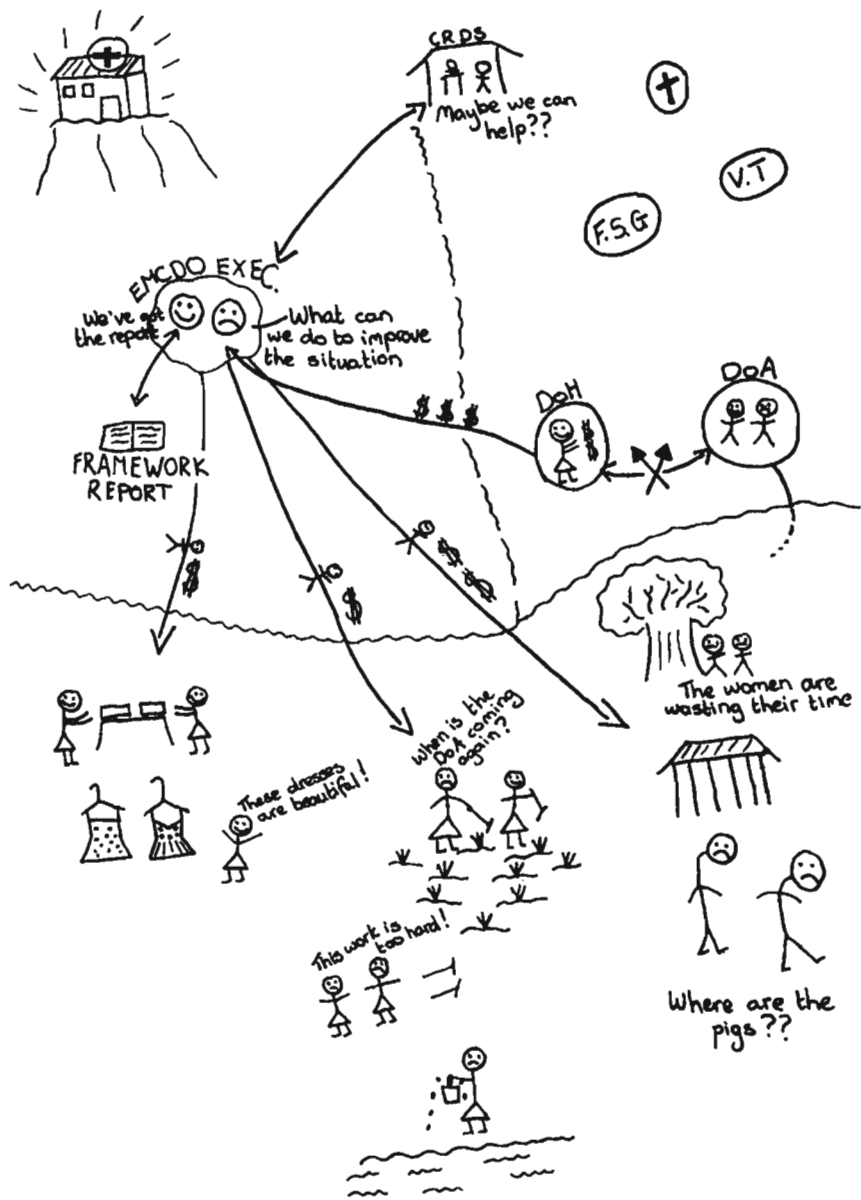 CRDS
Maybe we can
help??
V.T
F.S.G
EMCDO EXEC.
We've got
the report
What can
we do to improve
the situation
FRAMEWORK
REPORT
$ $ $
DoH
$
$
$
DoA
$
$
$
$
The women are
wasting their time
When is the
DoA coming
again?
These dresses
are beautiful!
This work is
too hard!
Where are the
pigs??